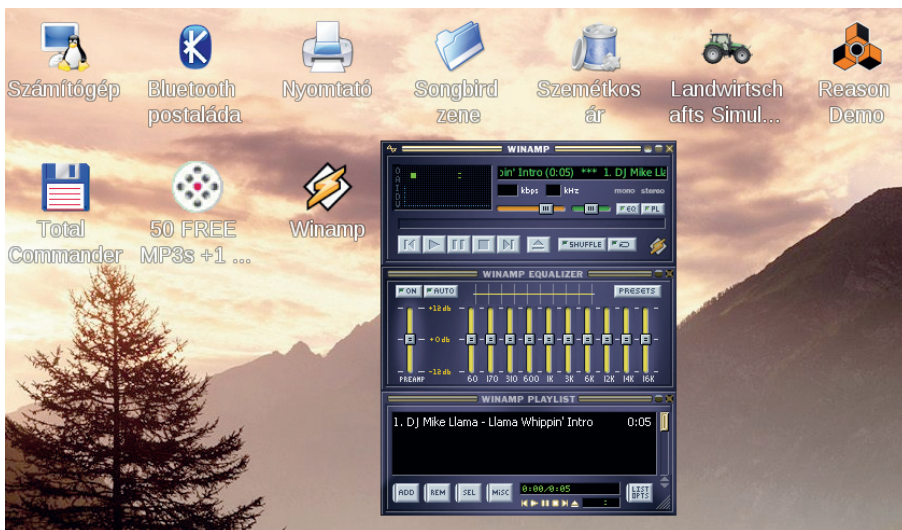 Számítógép
Bluetooth
postaláda
Nyomtató
Songbird
zene
Szemétkos
ár
Landwirtsch
afts Simul...
Reason
Demo
Total
Commander
50 FREE
MP3s +1 ...
Winamp
WINAMP
O
A
I
D
V
pin' Intro (0:05) *** 1. DJ Mike Lla
kbps kHz mono stereo
EQ PL
SHUFFLE
WINAMP EQUALIZER
ON AUTO PRESETS
+12 db
+0 db
-12 db
PREAMP 60 170 310 600 1K 3K 6K 12K 14K 16K
WINAMP PLAYLIST
1. DJ Mike Llama - Llama Whippin' Intro 0:05
ADD REM SEL MISC 0:00/0:05 LIST
OPTS